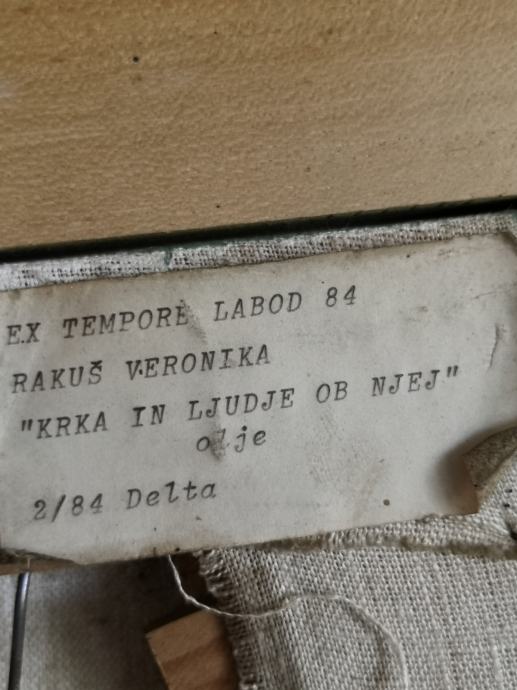 EX TEMPORE LABOD 84
RAKUŠ VERONIKA
"KRKA IN LJUDJE OB NJEJ"
olje
2/84 Delta